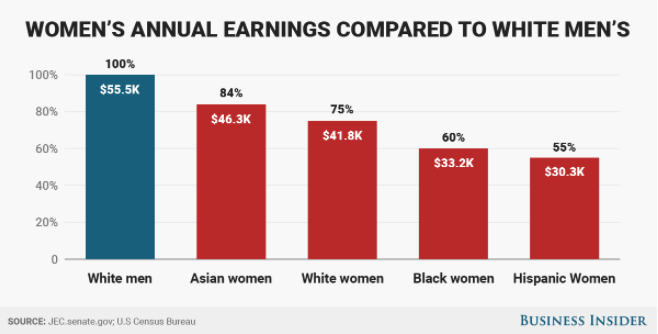 WOMEN'S ANNUAL EARNINGS COMPARED TO WHITE MEN'S
100%
100%
$55.5K
84%
80%
$46.3K
75%
$41.8K
60%
60%
$33.2K
55%
$30.3K
40%
20%
0
White men
Asian women
White women
Black women
Hispanic Women
SOURCE: JEC.senate.gov; U.S Census Bureau
BUSINESS INSIDER